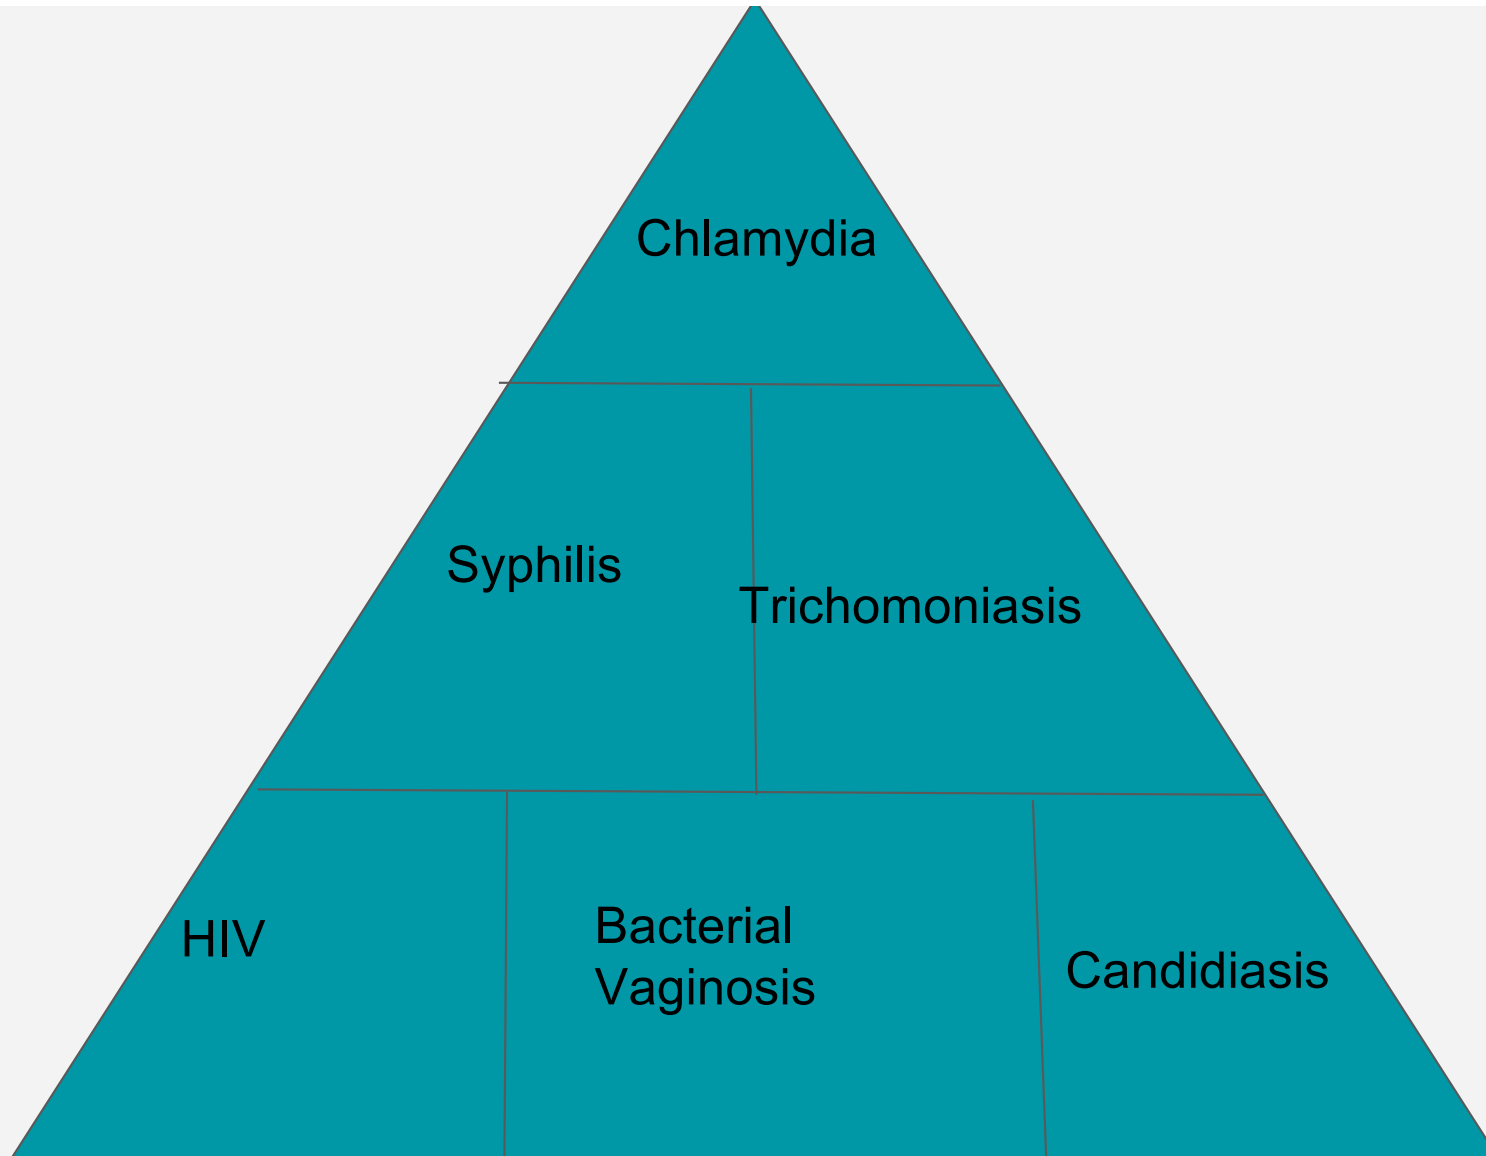 Chlamydia
Syphilis
Trichomoniasis
HIV
Bacterial
Vaginosis
Candidiasis